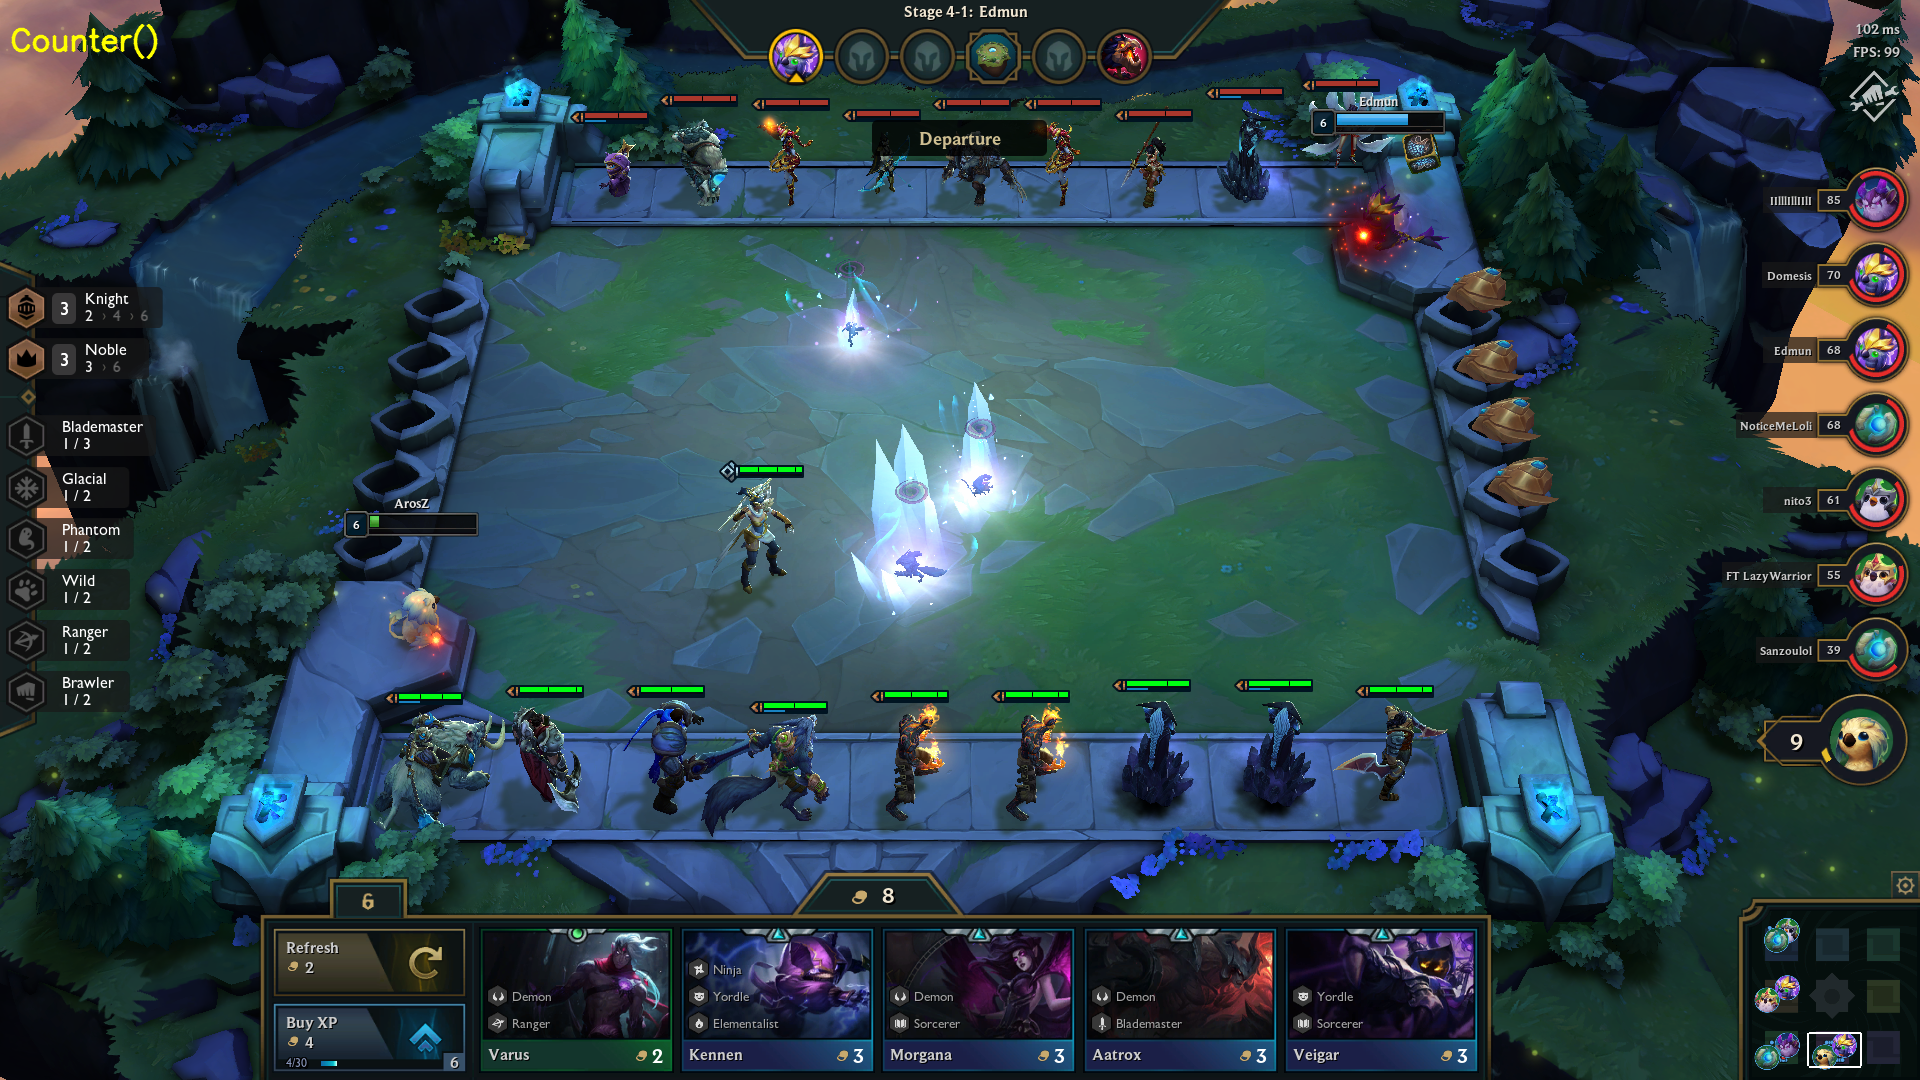 Stage 4-1: Edmun
Counter()
102 ms
FPS: 99
Departure
Edmun
6
85
Domesis
70
Edmun
68
NoticeMeLoli
68
nito3
61
FT LazyWarrior
55
Sanzoulol
39
9
3
Knight
2 › 4 › 6
3
Noble
3 › 6
Blademaster
1 / 3
Glacial
1 / 2
Phantom
1 / 2
Wild
1 / 2
Ranger
1 / 2
Brawler
1 / 2
ArosZ
6
6
8
Refresh
2
Buy XP
4
4/30
6
Demon
Ranger
Varus
2
Ninja
Yordle
Elementalist
Kennen
3
Demon
Sorcerer
Morgana
3
Demon
Blademaster
Aatrox
3
Yordle
Sorcerer
Veigar
3